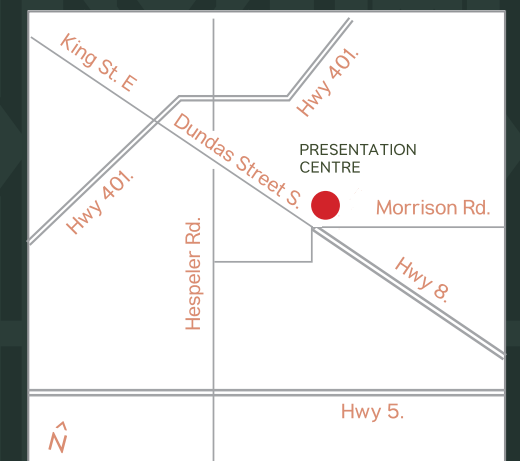 King St. E
Hwy 401.
Dundas Street S.
PRESENTATION
CENTRE
Hwy 401.
Morrison Rd.
Hespeler Rd.
Hwy 8.
Hwy 5.
N